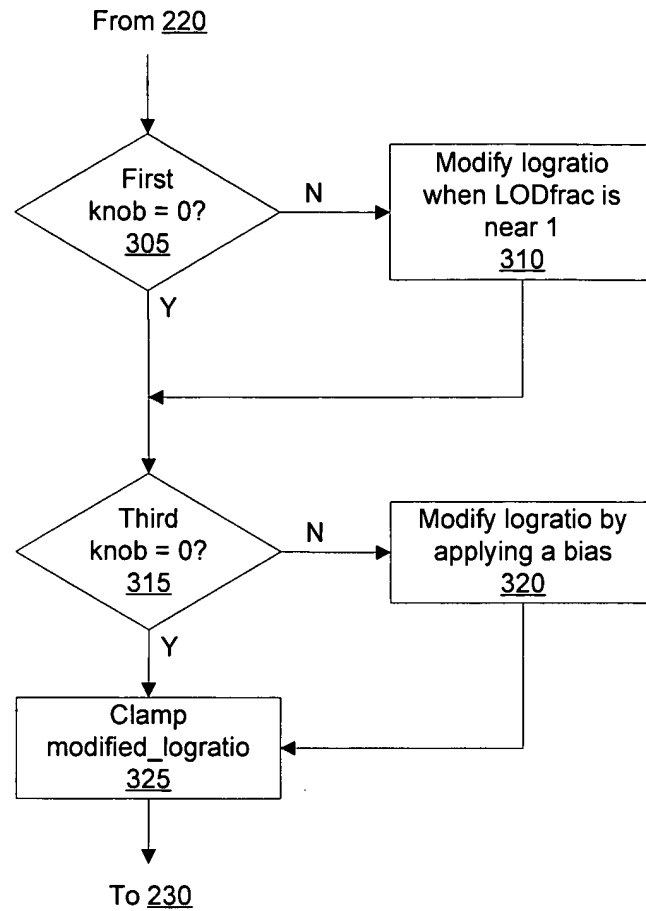 From 220
First
knob = 0?
305
N
Modify logratio
when LODfrac is
near 1
310
Y
Third
knob = 0?
315
N
Modify logratio by
applying a bias
320
Y
Clamp
modified_logratio
325
To 230